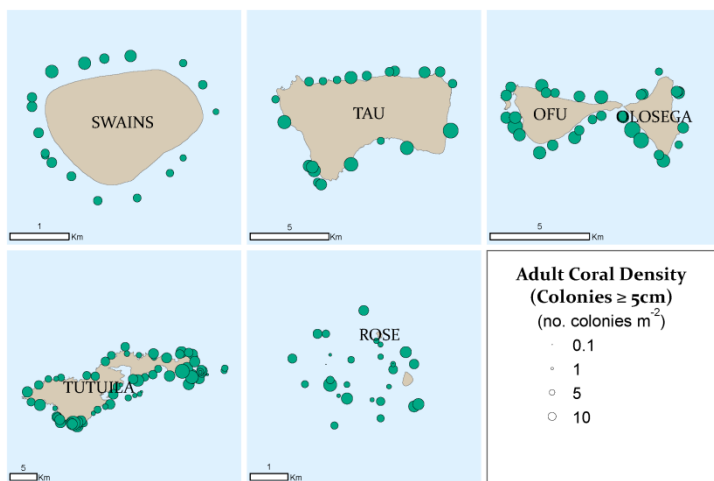 SWAINS
1
Km
TAU
5
Km
OFU
OLOSEGA
5
Km
TUTUILA
5
Km
ROSE
1
Km
Adult Coral Density
(Colonies ≥ 5cm)
(no. colonies m⁻²)
0.1
1
5
10